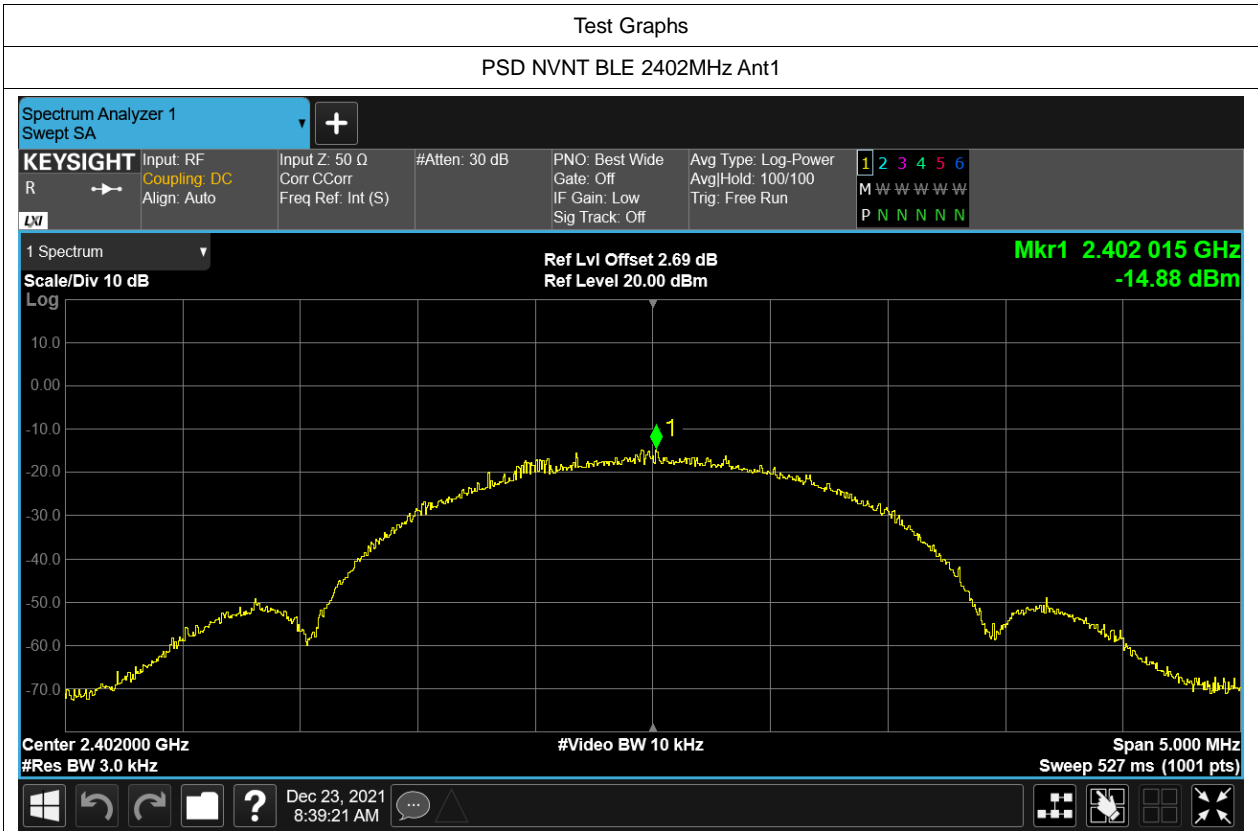 Test Graphs
PSD NVNT BLE 2402MHz Ant1
Spectrum Analyzer 1
Swept SA
KEYSIGHT
R
LXI
Input: RF
Coupling: DC
Align: Auto
Input Z: 50 Ω
Corr CCorr
Freq Ref: Int (S)
#Atten: 30 dB
PNO: Best Wide
Gate: Off
IF Gain: Low
Sig Track: Off
Avg Type: Log-Power
Avg|Hold: 100/100
Trig: Free Run
1 2 3 4 5 6
M W W W W W
P N N N N N
1 Spectrum
Scale/Div 10 dB
Log
Ref Lvl Offset 2.69 dB
Ref Level 20.00 dBm
Mkr1 2.402 015 GHz
-14.88 dBm
10.0
0.00
-10.0
-20.0
-30.0
-40.0
-50.0
-60.0
-70.0
1
Center 2.402000 GHz
#Res BW 3.0 kHz
#Video BW 10 kHz
Span 5.000 MHz
Sweep 527 ms (1001 pts)
?
Dec 23, 2021
8:39:21 AM